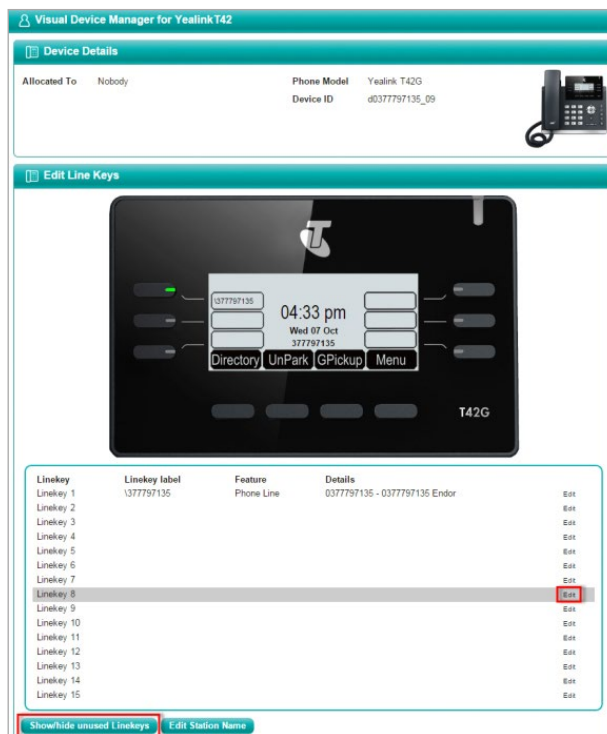 Visual Device Manager for Yealink T42
Device Details
Allocated To Nobody Phone Model Yealink T42G
Device ID d0377797135_09
Edit Line Keys
\377797135
04:33 pm
Wed 07 Oct
377797135
Directory UnPark GPickup Menu
T42G
Linekey Linekey label Feature Details
Linekey 1 \377797135 Phone Line 0377797135 - 0377797135 Endor Edit
Linekey 2 Edit
Linekey 3 Edit
Linekey 4 Edit
Linekey 5 Edit
Linekey 6 Edit
Linekey 7 Edit
Linekey 8 Edit
Linekey 9 Edit
Linekey 10 Edit
Linekey 11 Edit
Linekey 12 Edit
Linekey 13 Edit
Linekey 14 Edit
Linekey 15 Edit
Show/hide unused Linekeys Edit Station Name